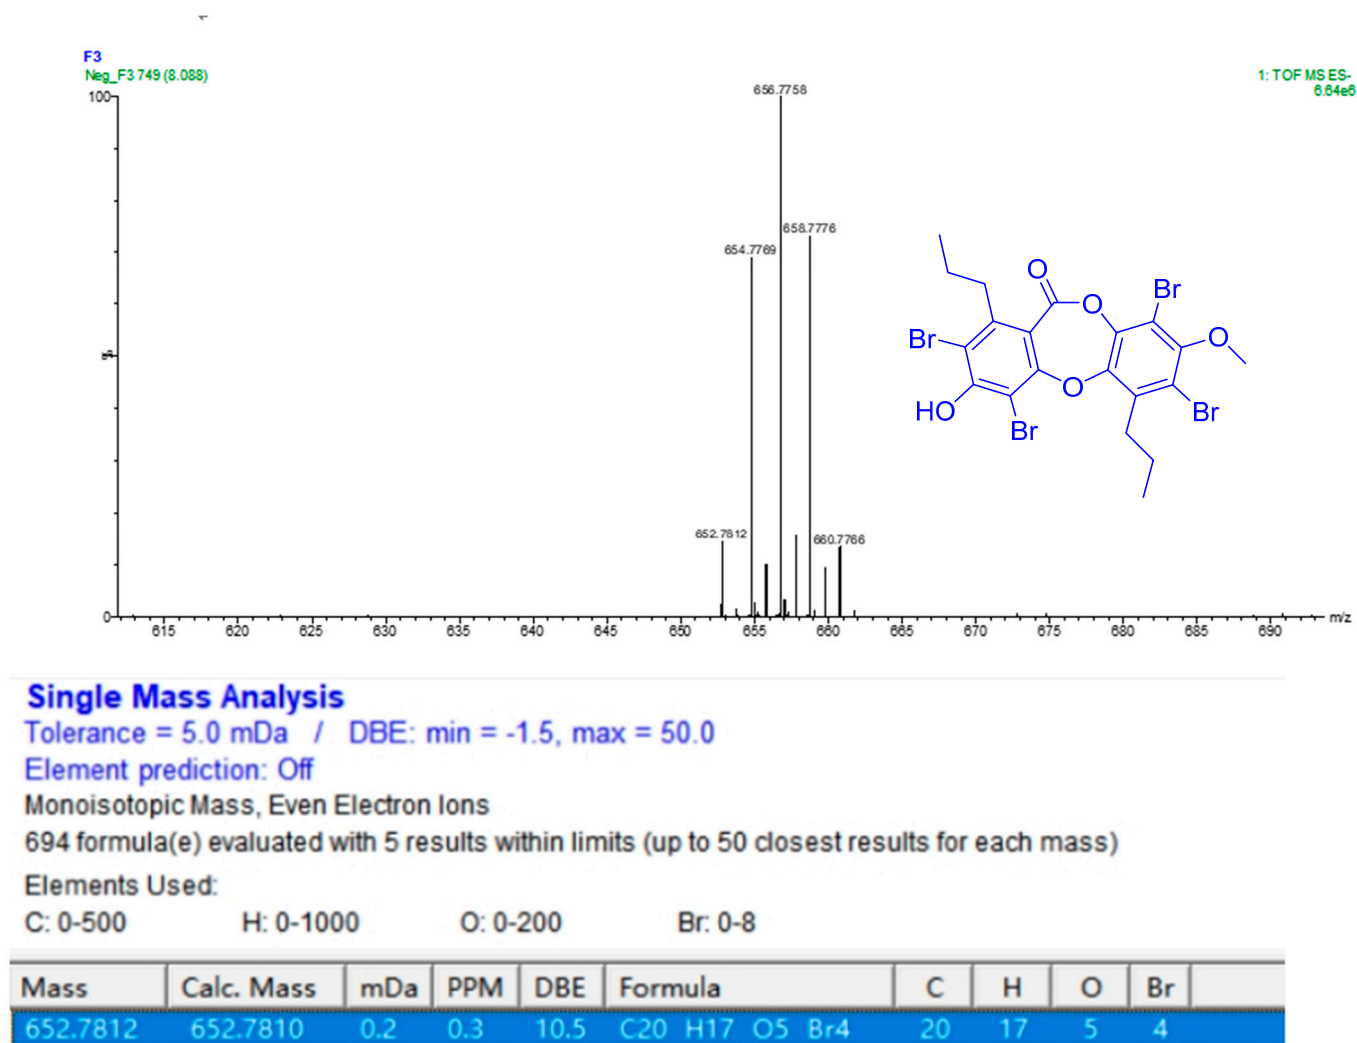 F3
Neg_F3 749 (8.088)
1: TOF MS ES-
6.64e6
100
656.7758
658.7776
654.7769
652.7812
660.7766
0
m/z
615 620 625 630 635 640 645 650 655 660 665 670 675 680 685 690
O
O
Br
Br
O
HO
Br
O
Br
Single Mass Analysis
Tolerance = 5.0 mDa / DBE: min = -1.5, max = 50.0
Element prediction: Off
Monoisotopic Mass, Even Electron Ions
694 formula(e) evaluated with 5 results within limits (up to 50 closest results for each mass)
Elements Used:
C: 0-500 H: 0-1000 O: 0-200 Br: 0-8
Mass Calc. Mass mDa PPM DBE Formula C H O Br
652.7812 652.7810 0.2 0.3 10.5 C20 H17 O5 Br4 20 17 5 4